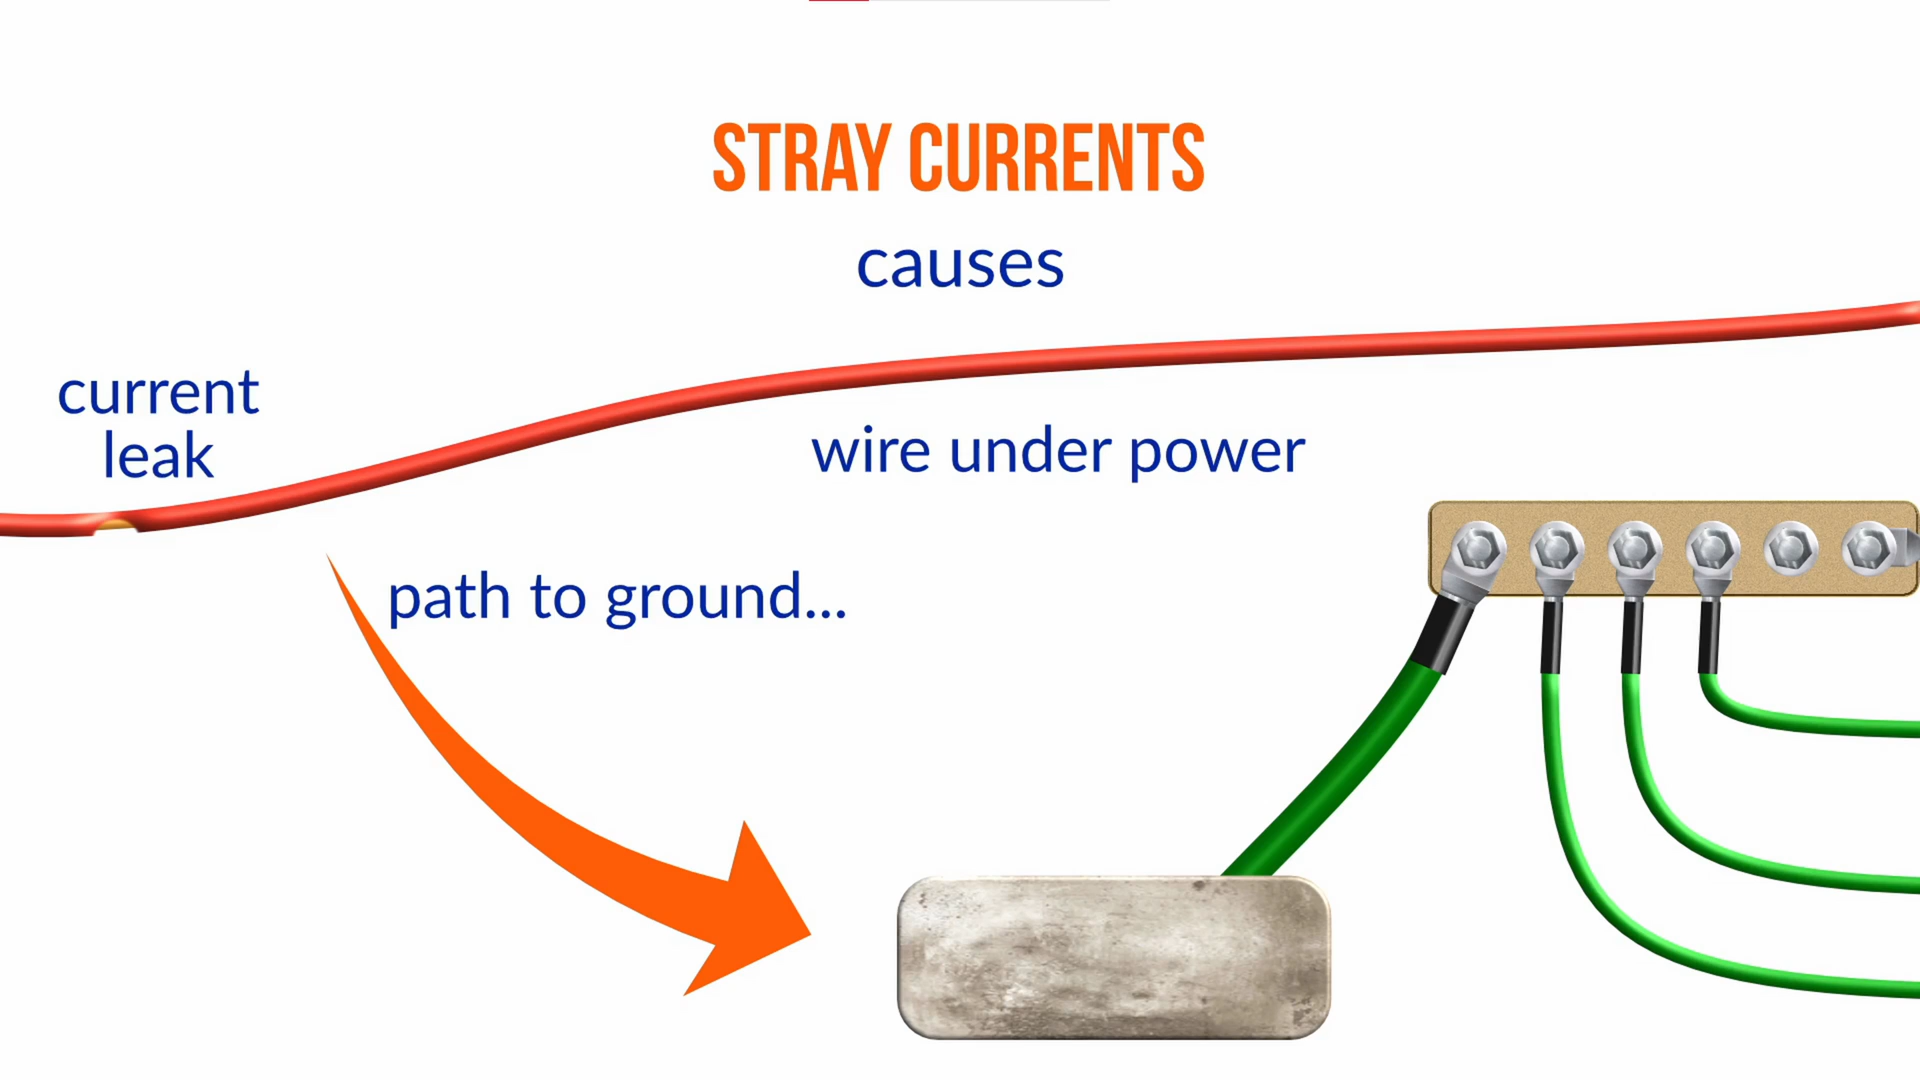 STRAY CURRENTS
causes
current
leak
wire under power
path to ground...